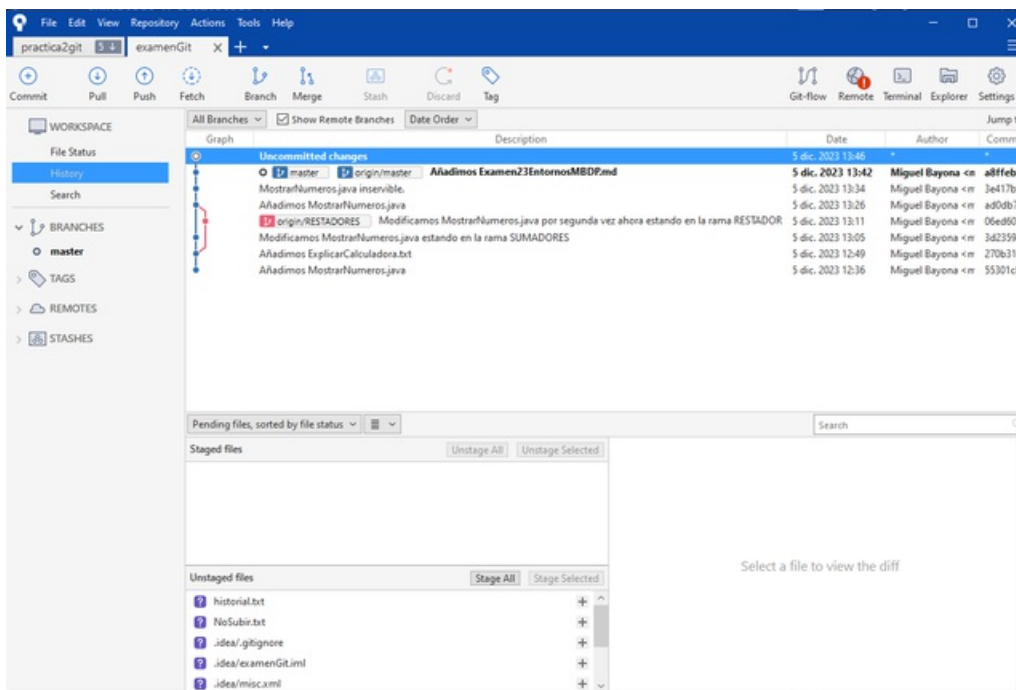 File Edit View Repository Actions Tools Help
practica2git 5 examenGit
Commit Pull Push Fetch Branch Merge Stash Discard Tag Git-flow Remote Terminal Explorer Settings
All Branches Show Remote Branches Date Order Jump t
Graph Description Date Author Comm
WORKSPACE
File Status
History
Search
BRANCHES
master
TAGS
REMOTES
STASHES
Uncommitted changes 5 dic. 2023 13:46 * *
master origin/master Añadimos Examen23EntornosMBDP.md 5 dic. 2023 13:42 Miguel Bayona <n a8ffeb
MostrarNumeros.java inservible. 5 dic. 2023 13:34 Miguel Bayona <m 3e417b
Añadimos MostrarNumeros.java 5 dic. 2023 13:26 Miguel Bayona <m ad0db7
origin/RESTADORES Modificamos MostrarNumeros.java por segunda vez ahora estando en la rama RESTADOR 5 dic. 2023 13:11 Miguel Bayona <m 06ed60
Modificamos MostrarNumeros.java estando en la rama SUMADORES 5 dic. 2023 13:05 Miguel Bayona <m 3d2359
Añadimos ExplicarCalculadora.txt 5 dic. 2023 12:49 Miguel Bayona <m 270b31
Añadimos MostrarNumeros.java 5 dic. 2023 12:36 Miguel Bayona <m 55301c
Pending files, sorted by file status Search
Staged files Unstage All Unstage Selected
Select a file to view the diff
Unstaged files Stage All Stage Selected
historial.txt
NoSubir.txt
.idea/.gitignore
.idea/examenGit.iml
.idea/misc.xml